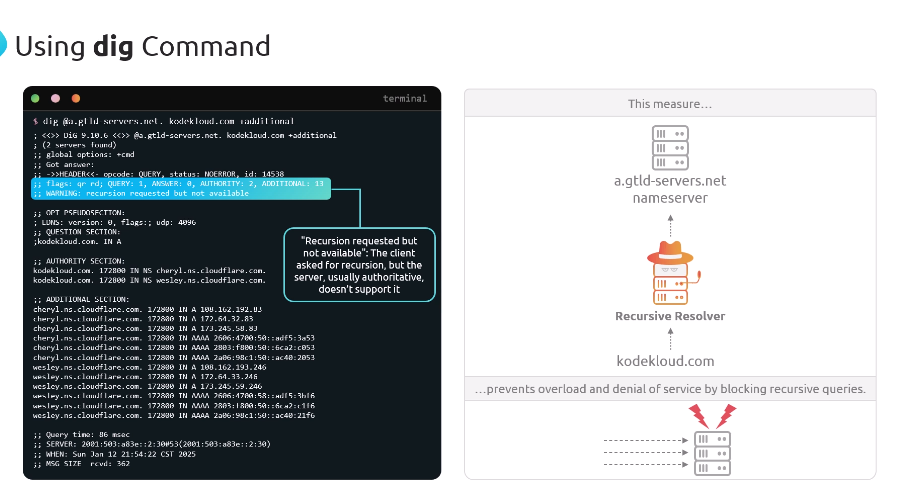 Using dig Command
terminal
$ dig @a.gtld-servers.net. kodekloud.com +additional
; <<>> DiG 9.10.6 <<>> @a.gtld-servers.net. kodekloud.com +additional
; (2 servers found)
;; global options: +cmd
;; Got answer:
;; ->>HEADER<<- opcode: QUERY, status: NOERROR, id: 14538
;; flags: qr rd; QUERY: 1, ANSWER: 0, AUTHORITY: 2, ADDITIONAL: 13
;; WARNING: recursion requested but not available
;; OPT PSEUDOSECTION:
; EDNS: version: 0, flags:; udp: 4096
;; QUESTION SECTION:
;kodekloud.com. IN A
;; AUTHORITY SECTION:
kodekloud.com. 172800 IN NS cheryl.ns.cloudflare.com.
kodekloud.com. 172800 IN NS wesley.ns.cloudflare.com.
;; ADDITIONAL SECTION:
cheryl.ns.cloudflare.com. 172800 IN A 108.162.192.83
cheryl.ns.cloudflare.com. 172800 IN A 172.64.32.83
cheryl.ns.cloudflare.com. 172800 IN A 173.245.58.83
cheryl.ns.cloudflare.com. 172800 IN AAAA 2606:4700:50::adf5:3a53
cheryl.ns.cloudflare.com. 172800 IN AAAA 2803:f800:50::6ca2:c053
cheryl.ns.cloudflare.com. 172800 IN AAAA 2a06:98c1:50::ac40:2053
wesley.ns.cloudflare.com. 172800 IN A 108.162.193.246
wesley.ns.cloudflare.com. 172800 IN A 172.64.33.246
wesley.ns.cloudflare.com. 172800 IN A 173.245.59.246
wesley.ns.cloudflare.com. 172800 IN AAAA 2606:4700:58::adf5:3bf6
wesley.ns.cloudflare.com. 172800 IN AAAA 2803:f800:50::6ca2:c1f6
wesley.ns.cloudflare.com. 172800 IN AAAA 2a06:98c1:50::ac40:21f6
;; Query time: 86 msec
;; SERVER: 2001:503:a83e::2:30#53(2001:503:a83e::2:30)
;; WHEN: Sun Jan 12 21:54:22 CST 2025
;; MSG SIZE rcvd: 362
"Recursion requested but
not available": The client
asked for recursion, but the
server, usually authoritative,
doesn't support it
This measure…
a.gtld-servers.net
nameserver
Recursive Resolver
kodekloud.com
…prevents overload and denial of service by blocking recursive queries.